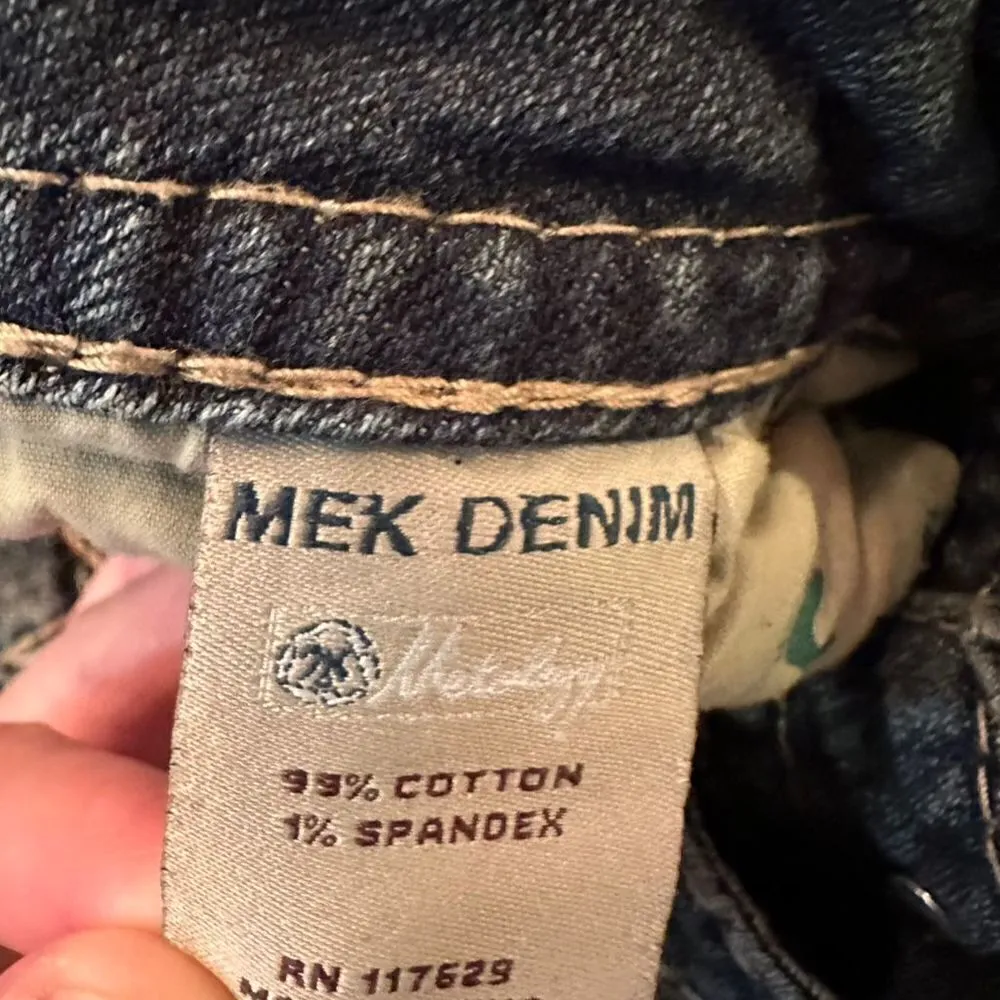 MEK DENIM
99% COTTON
1% SPANDEX
RN 117629